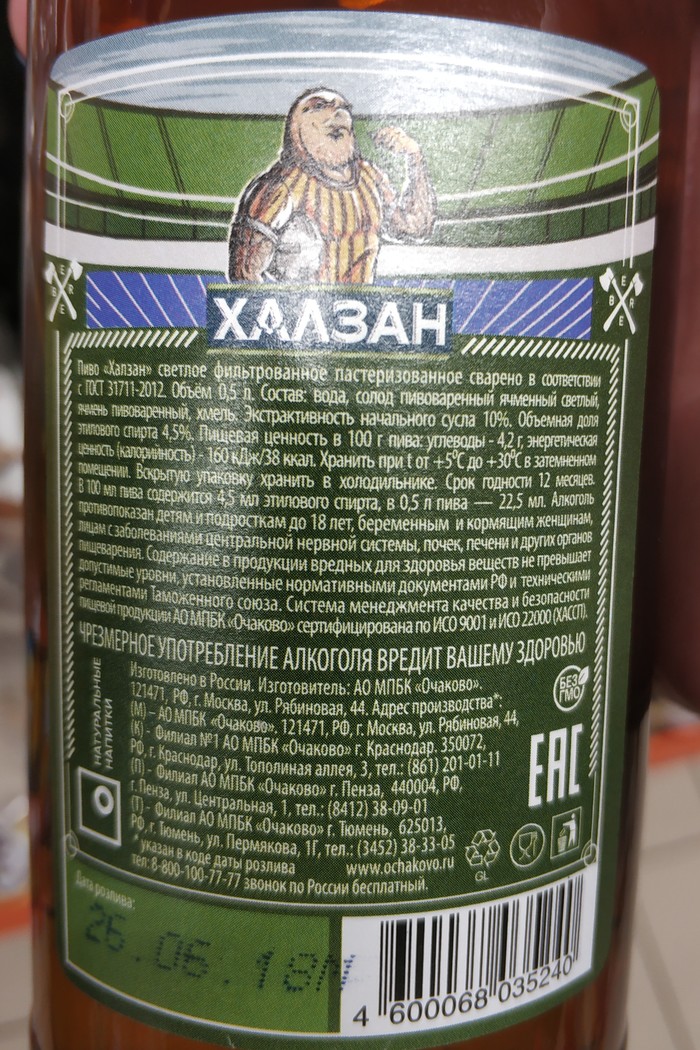 BEER
BEER
ХАЛЗАН
Пиво «Халзан» светлое фильтрованное пастеризованное сварено в соответствии
с ГОСТ 31711-2012. Объём 0,5 л. Состав: вода, солод пивоваренный ячменный светлый,
ячмень пивоваренный, хмель. Экстрактивность начального сусла 10%. Объемная доля
этилового спирта 4,5%. Пищевая ценность в 100 г пива: углеводы - 4,2 г, энергетическая
ценность (калорийность) - 160 кДж/38 ккал. Хранить при t от +5°С до +30°С в затемненном
помещении. Вскрытую упаковку хранить в холодильнике. Срок годности 12 месяцев.
В 100 мл пива содержится 4,5 мл этилового спирта, в 0,5 л пива — 22,5 мл. Алкоголь
противопоказан детям и подросткам до 18 лет, беременным и кормящим женщинам,
лицам с заболеваниями центральной нервной системы, почек, печени и других органов
пищеварения. Содержание в продукции вредных для здоровья веществ не превышает
допустимые уровни, установленные нормативными документами РФ и техническими
регламентами Таможенного союза. Система менеджмента качества и безопасности
пищевой продукции АО МПБК «Очаково» сертифицирована по ИСО 9001 и ИСО 22000 (ХАССП).
ЧРЕЗМЕРНОЕ УПОТРЕБЛЕНИЕ АЛКОГОЛЯ ВРЕДИТ ВАШЕМУ ЗДОРОВЬЮ
НАТУРАЛЬНЫЕ
НАПИТКИ
Изготовлено в России. Изготовитель: АО МПБК «Очаково».
121471, РФ, г. Москва, ул. Рябиновая, 44. Адрес производства*:
(М) – АО МПБК «Очаково». 121471, РФ, г. Москва, ул. Рябиновая, 44,
(К) - Филиал №1 АО МПБК «Очаково» г. Краснодар. 350072,
РФ, г. Краснодар, ул. Тополиная аллея, 3, тел.: (861) 201-01-11
(П) - Филиал АО МПБК «Очаково» г. Пенза, 440004, РФ,
г. Пенза, ул. Центральная, 1, тел.: (8412) 38-09-01
(Т) - Филиал АО МПБК «Очаково» г. Тюмень, 625013,
РФ, г. Тюмень, ул. Пермякова, 1Г, тел.: (3452) 38-33-05
* указан в коде даты розлива www.ochakovo.ru
тел: 8-800-100-77-77 звонок по России бесплатный.
БЕЗ
ГМО
EAC
GL
Дата розлива:
26.06.18М
4 600068 035240